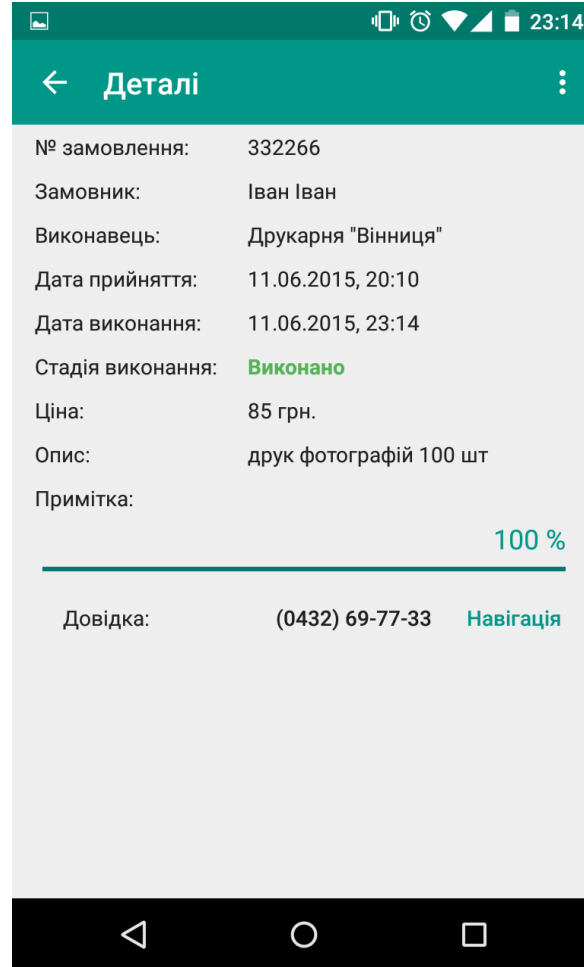 23:14
Деталі
№ замовлення: 332266
Замовник: Іван Іван
Виконавець: Друкарня "Вінниця"
Дата прийняття: 11.06.2015, 20:10
Дата виконання: 11.06.2015, 23:14
Стадія виконання: Виконано
Ціна: 85 грн.
Опис: друк фотографій 100 шт
Примітка:
100 %
Довідка: (0432) 69-77-33 Навігація